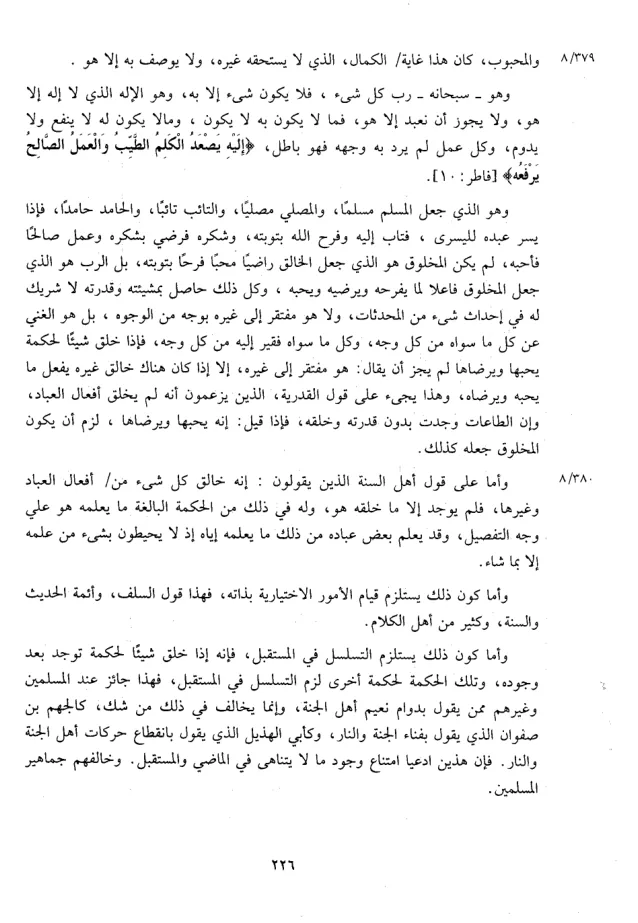 ٨/٣٧٩ والمحبوب، كان هذا غاية/ الكمال، الذي لا يستحقه غيره، ولا يوصف به إلا هو .
وهو ـ سبحانه ـ رب كل شىء ، فلا يكون شىء إلا به، وهو الإله الذي لا إله إلا
هو، ولا يجوز أن نعبد إلا هو، فما لا يكون به لا يكون ، ومالا يكون له لا ينفع ولا
يدوم، وكل عمل لم يرد به وجهه فهو باطل، ﴿إِلَيْهِ يَصْعَدُ الْكَلِمُ الطَّيِّبُ وَالْعَمَلُ الصَّالِحُ
يَرْفَعُهُ﴾ [فاطر: ١٠].
وهو الذي جعل المسلم مسلمًا، والمصلي مصليًا، والتائب تائبًا، والحامد حامدًا، فإذا
يسر عبده لليسرى ، فتاب إليه وفرح الله بتوبته، وشكره فرضي بشكره وعمل صالحًا
فأحبه، لم يكن المخلوق هو الذي جعل الخالق راضيًا محبًا فرحًا بتوبته، بل الرب هو الذي
جعل المخلوق فاعلا لما يفرحه ويرضيه ويحبه ، وكل ذلك حاصل بمشيئته وقدرته لا شريك
له في إحداث شىء من المحدثات، ولا هو مفتقر إلى غيره بوجه من الوجوه ، بل هو الغني
عن كل ما سواه من كل وجه، وكل ما سواه فقير إليه من كل وجه، فإذا خلق شيئًا لحكمة
يحبها ويرضاها لم يجز أن يقال: هو مفتقر إلى غيره، إلا إذا كان هناك خالق غيره يفعل ما
يحبه ويرضاه، وهذا يجىء على قول القدرية، الذين يزعمون أنه لم يخلق أفعال العباد،
وإن الطاعات وجدت بدون قدرته وخلقه، فإذا قيل: إنه يحبها ويرضاها ، لزم أن يكون
المخلوق جعله كذلك.
٨/٣٨٠ وأما على قول أهل السنة الذين يقولون : إنه خالق كل شىء من/ أفعال العباد
وغيرها، فلم يوجد إلا ما خلقه هو، وله في ذلك من الحكمة البالغة ما يعلمه هو علي
وجه التفصيل، وقد يعلم بعض عباده من ذلك ما يعلمه إياه إذ لا يحيطون بشىء من علمه
إلا بما شاء.
وأما كون ذلك يستلزم قيام الأمور الاختيارية بذاته، فهذا قول السلف، وأئمة الحديث
والسنة، وكثير من أهل الكلام.
وأما كون ذلك يستلزم التسلسل في المستقبل، فإنه إذا خلق شيئًا لحكمة توجد بعد
وجوده، وتلك الحكمة لحكمة أخرى لزم التسلسل في المستقبل، فهذا جائز عند المسلمين
وغيرهم ممن يقول بدوام نعيم أهل الجنة، وإنما يخالف في ذلك من شك، كالجهم بن
صفوان الذي يقول بفناء الجنة والنار، وكأبي الهذيل الذي يقول بانقطاع حركات أهل الجنة
والنار. فإن هذين ادعيا امتناع وجود ما لا يتناهى في الماضي والمستقبل. وخالفهم جماهير
المسلمين.
٢٢٦